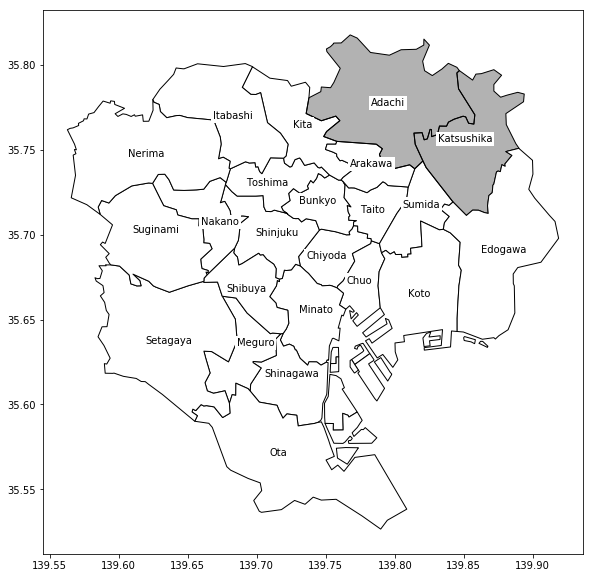 35.80
35.75
35.70
35.65
35.60
35.55
Adachi
Itabashi
Kita
Katsushika
Nerima
Arakawa
Toshima
Bunkyo
Taito
Sumida
Nakano
Suginami
Shinjuku
Edogawa
Chiyoda
Chuo
Shibuya
Koto
Minato
Setagaya
Meguro
Shinagawa
Ota
139.55 139.60 139.65 139.70 139.75 139.80 139.85 139.90